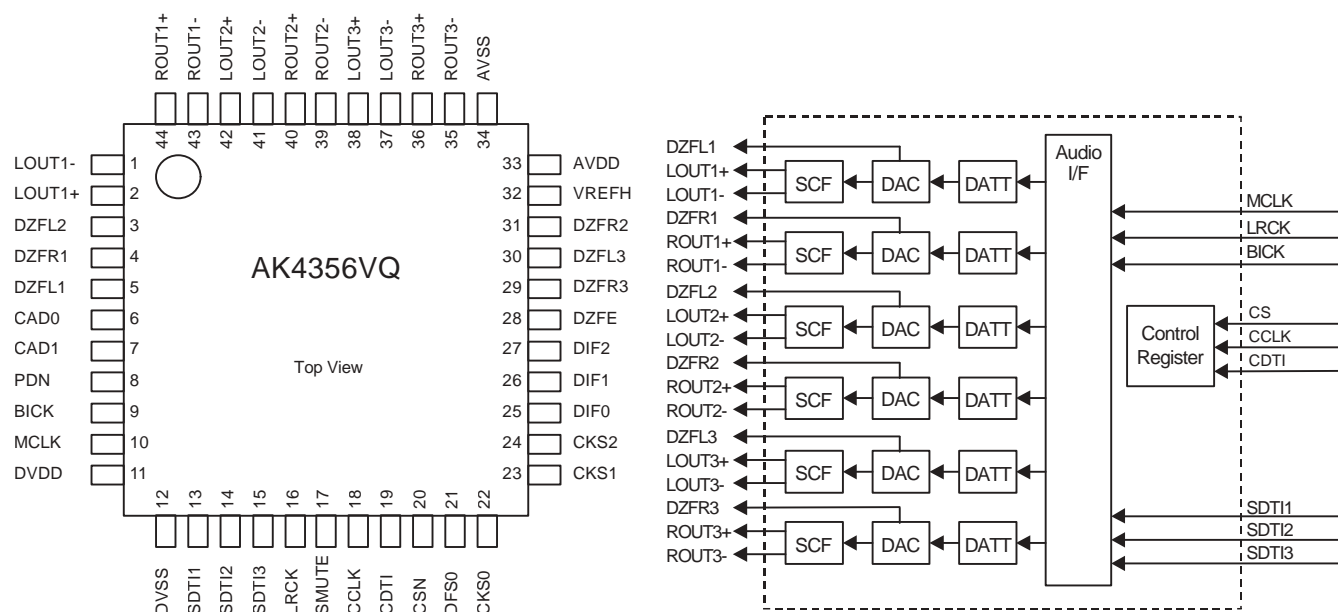 ROUT1+
ROUT1-
LOUT2+
LOUT2-
ROUT2+
ROUT2-
LOUT3+
LOUT3-
ROUT3+
ROUT3-
AVSS
44
43
42
41
40
39
38
37
36
35
34
LOUT1- 1
LOUT1+ 2
DZFL2 3
DZFR1 4
DZFL1 5
CAD0 6
CAD1 7
PDN 8
BICK 9
MCLK 10
DVDD 11
AK4356VQ
Top View
33 AVDD
32 VREFH
31 DZFR2
30 DZFL3
29 DZFR3
28 DZFE
27 DIF2
26 DIF1
25 DIF0
24 CKS2
23 CKS1
12
13
14
15
16
17
18
19
20
21
22
DVSS
SDTI1
SDTI2
SDTI3
LRCK
SMUTE
CCLK
CDTI
CSN
DFS0
CKS0
DZFL1
LOUT1+
LOUT1-
SCF DAC DATT
DZFR1
ROUT1+
ROUT1-
SCF DAC DATT
DZFL2
LOUT2+
LOUT2-
SCF DAC DATT
DZFR2
ROUT2+
ROUT2-
SCF DAC DATT
DZFL3
LOUT3+
LOUT3-
SCF DAC DATT
DZFR3
ROUT3+
ROUT3-
SCF DAC DATT
Audio
I/F
MCLK
LRCK
BICK
Control
Register
CS
CCLK
CDTI
SDTI1
SDTI2
SDTI3